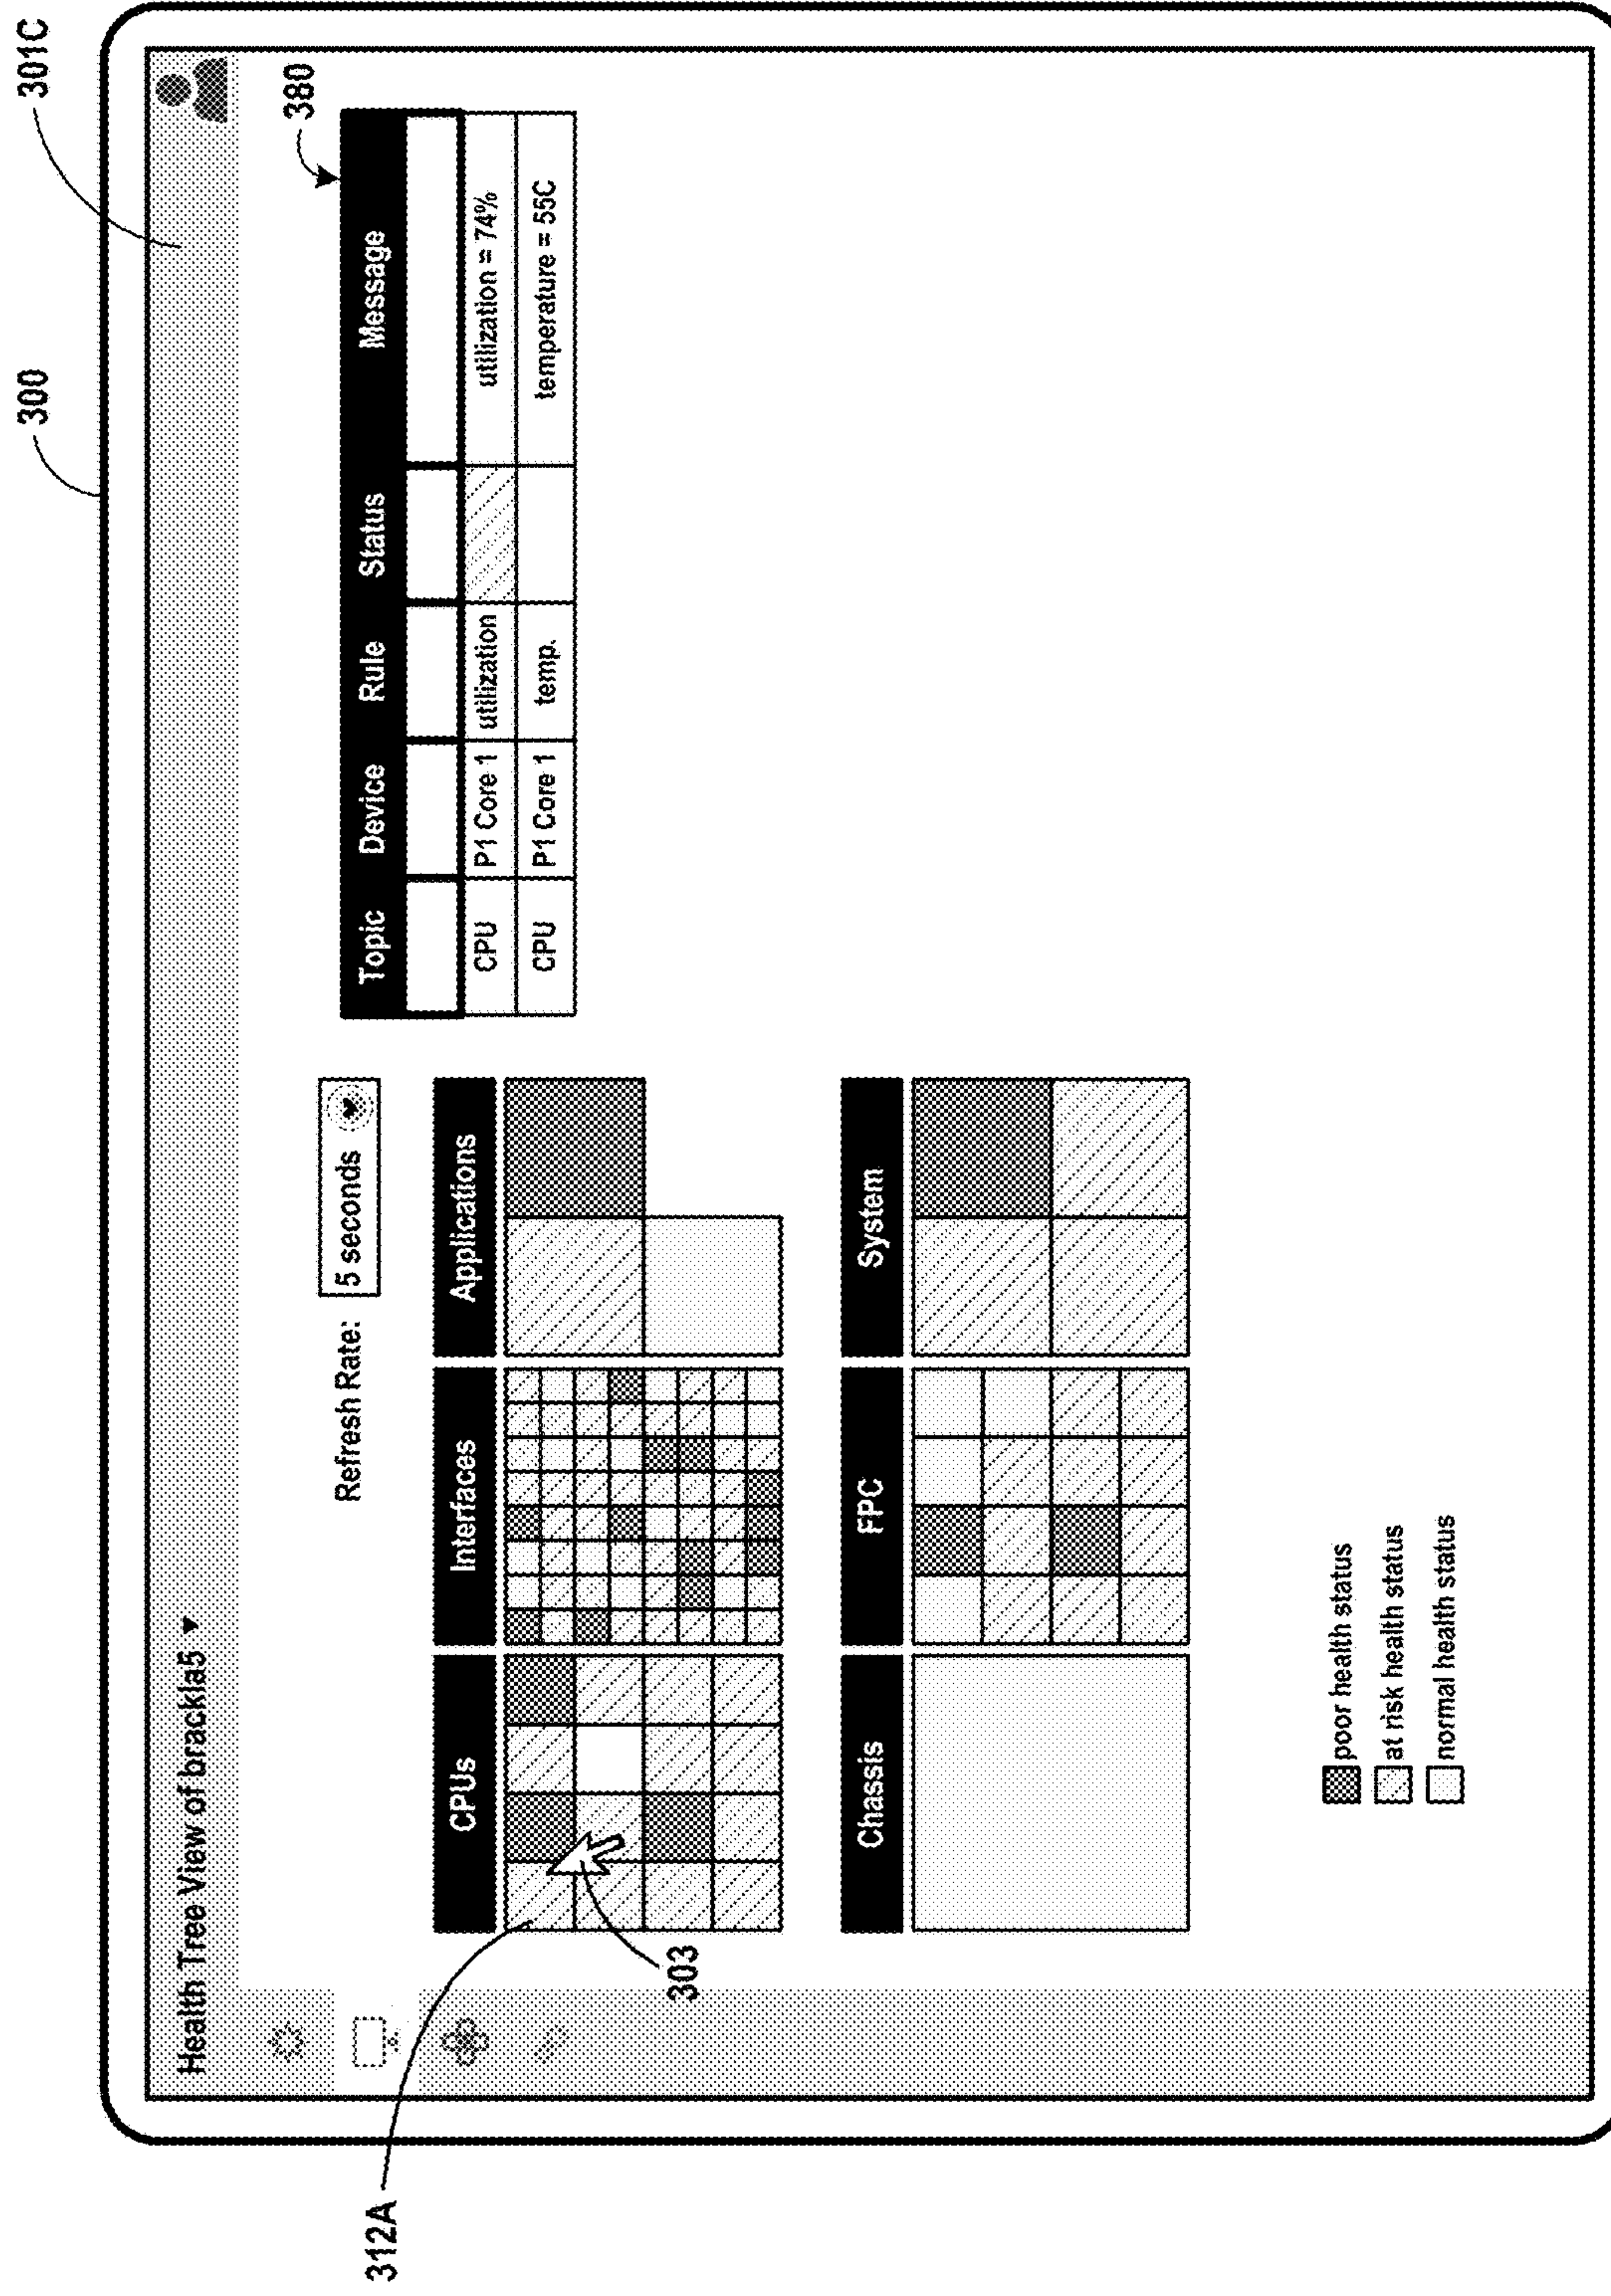 300
301C
Health Tree View of brackla5
Refresh Rate: 5 seconds
380
Topic Device Rule Status Message
CPU P1 Core 1 utilization utilization = 74%
CPU P1 Core 1 temp. temperature = 55C
CPUs Interfaces Applications
312A
303
Chassis FPC System
poor health status
at risk health status
normal health status